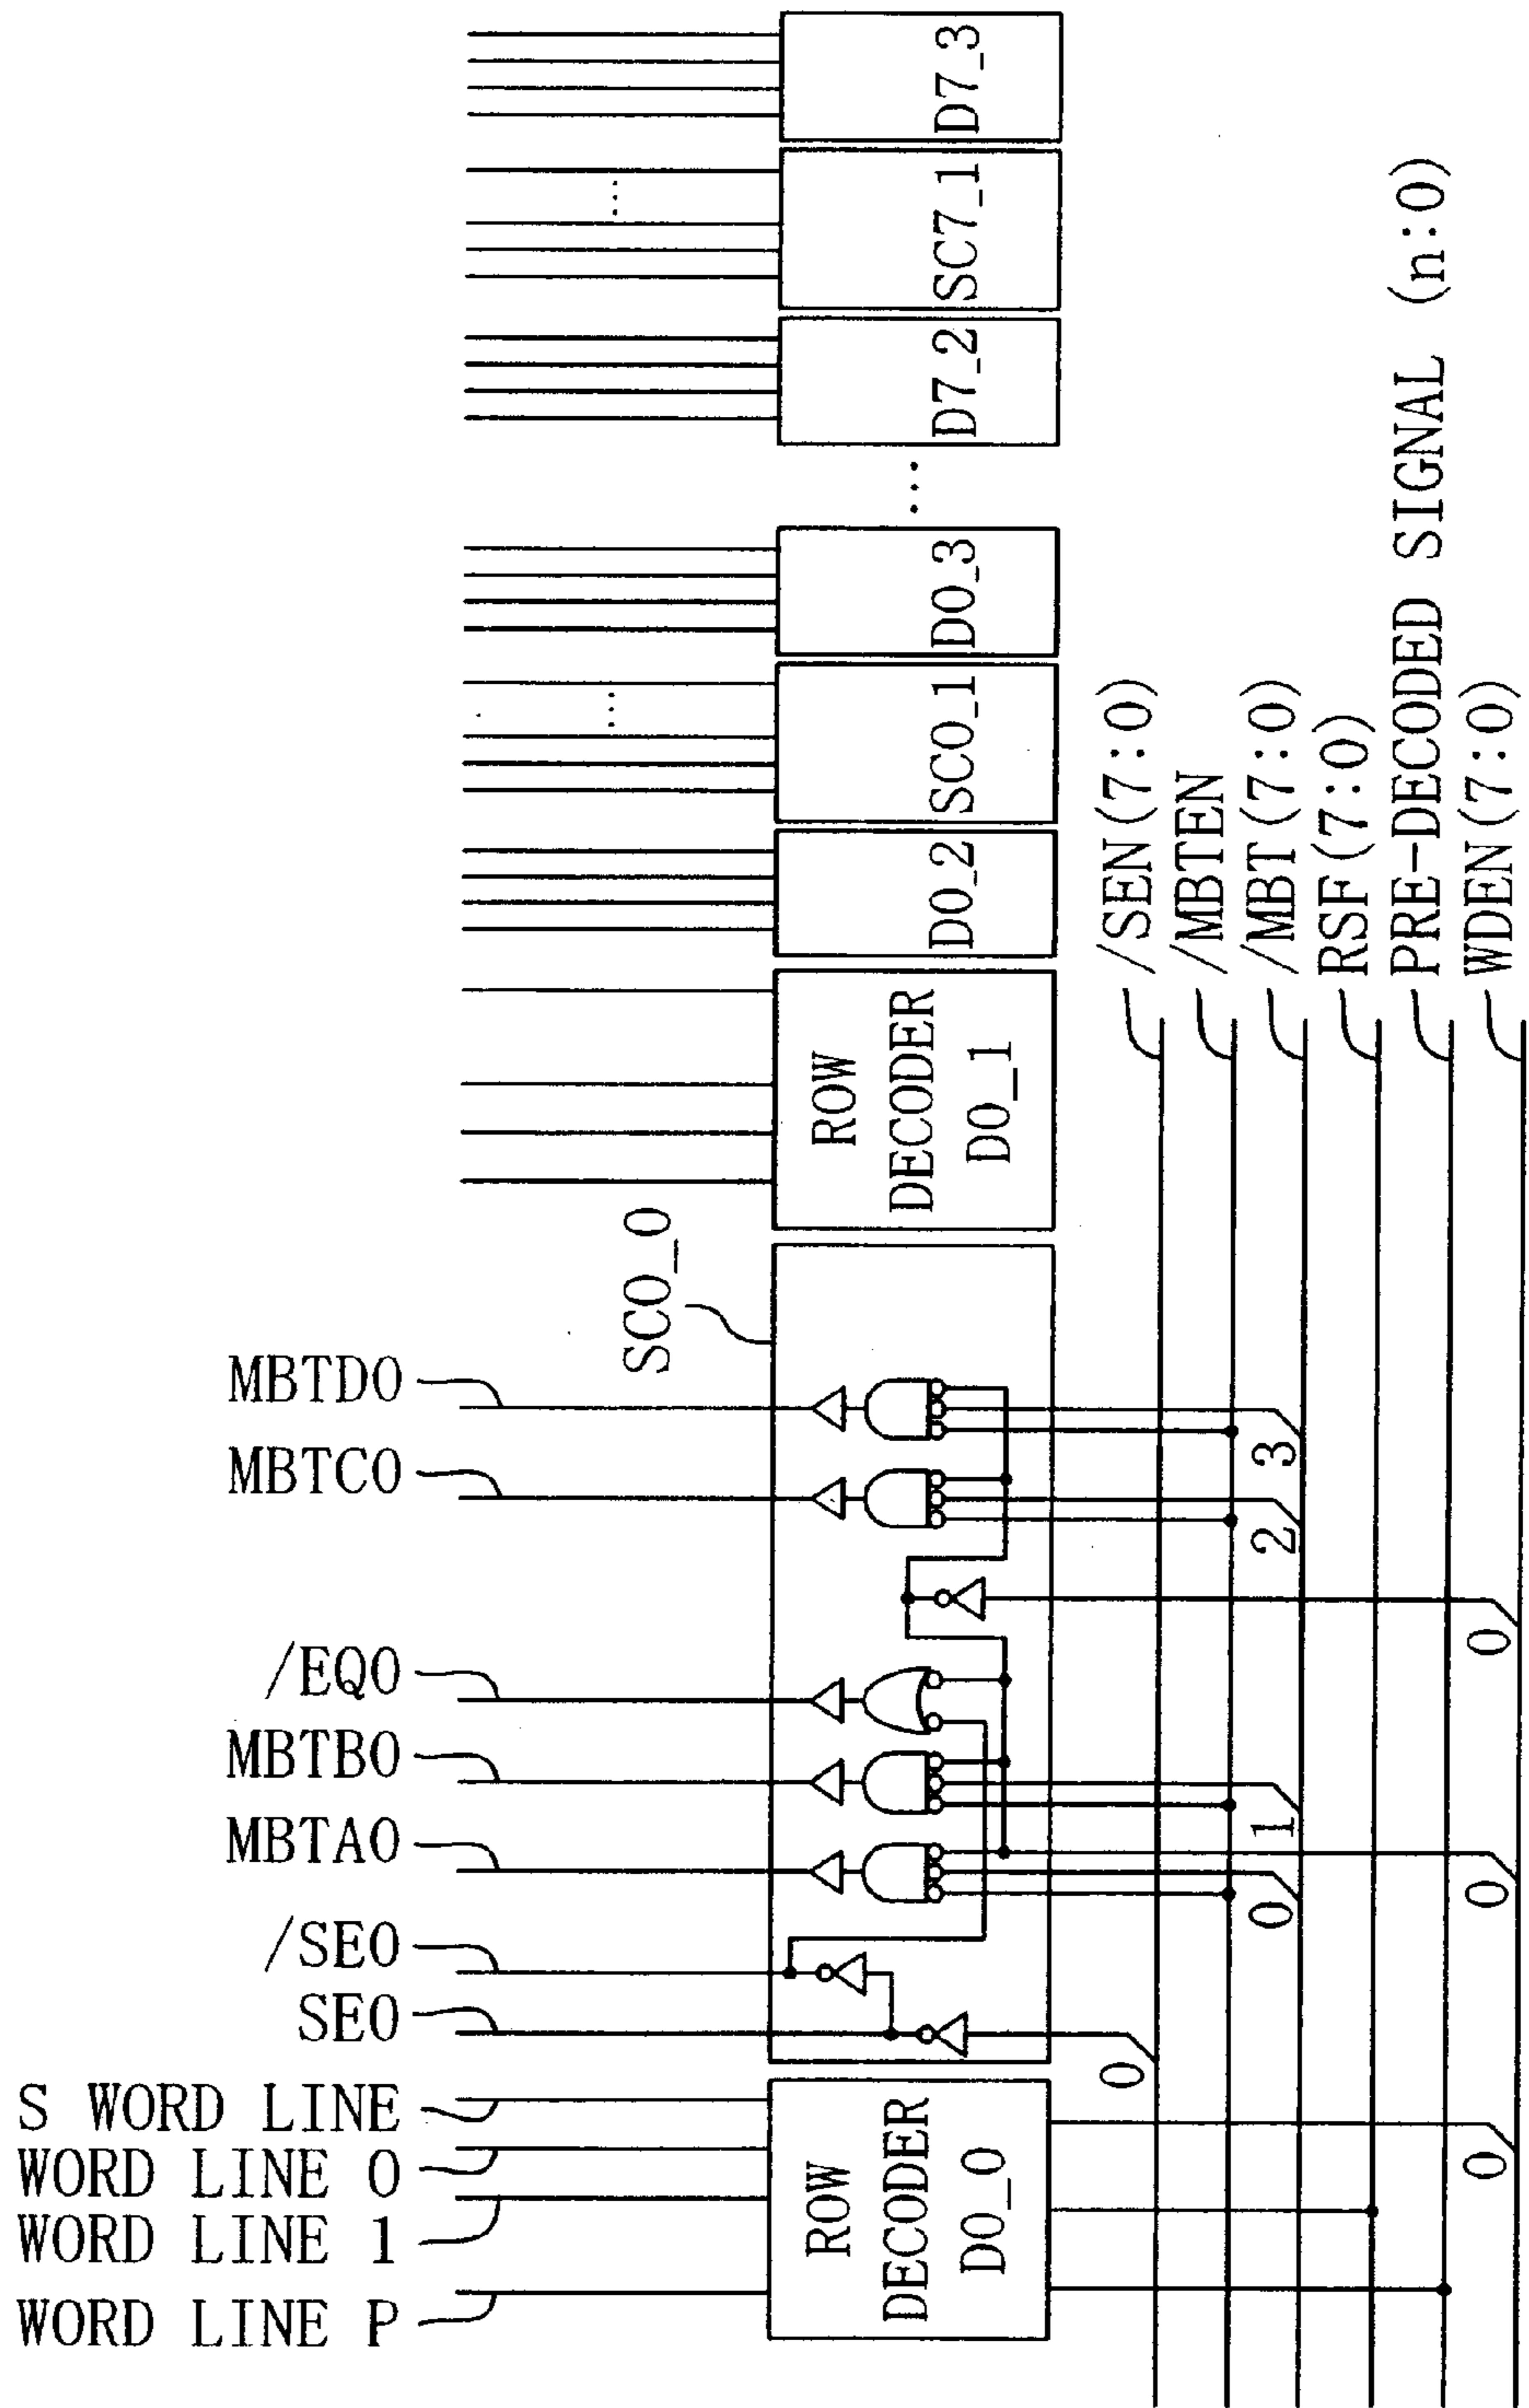 MBTD0
MBTC0
/EQ0
MBTB0
MBTA0
/SE0
SE0
S WORD LINE
WORD LINE 0
WORD LINE 1
WORD LINE P
SC0_0
ROW
DECODER
D0_0
ROW
DECODER
D0_1
D0_2
SC0_1
D0_3
...
D7_2
SC7_1
D7_3
...
...
/SEN(7:0)
/MBTEN
/MBT(7:0)
RSF(7:0)
PRE-DECODED SIGNAL (n:0)
WDEN(7:0)
3
2
0
1
0
0
0
0